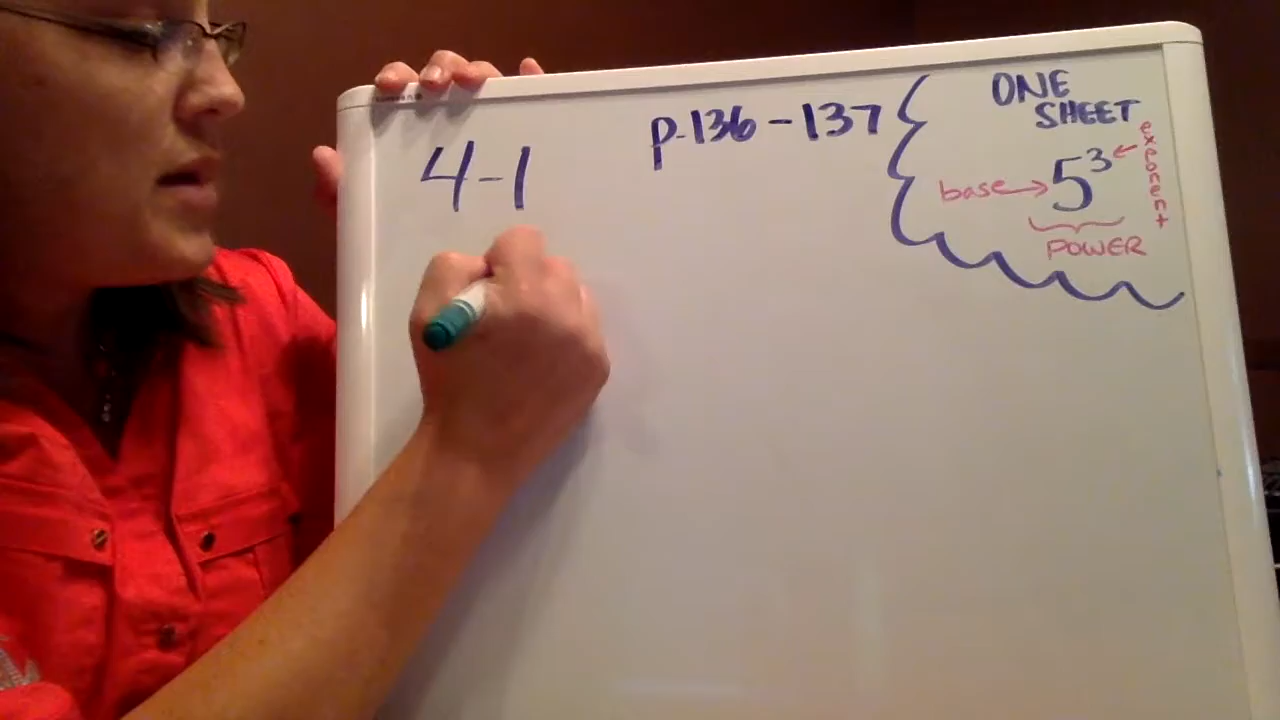 4-1
p.136-137
ONE
SHEET
base → 5³ ← exponent
POWER